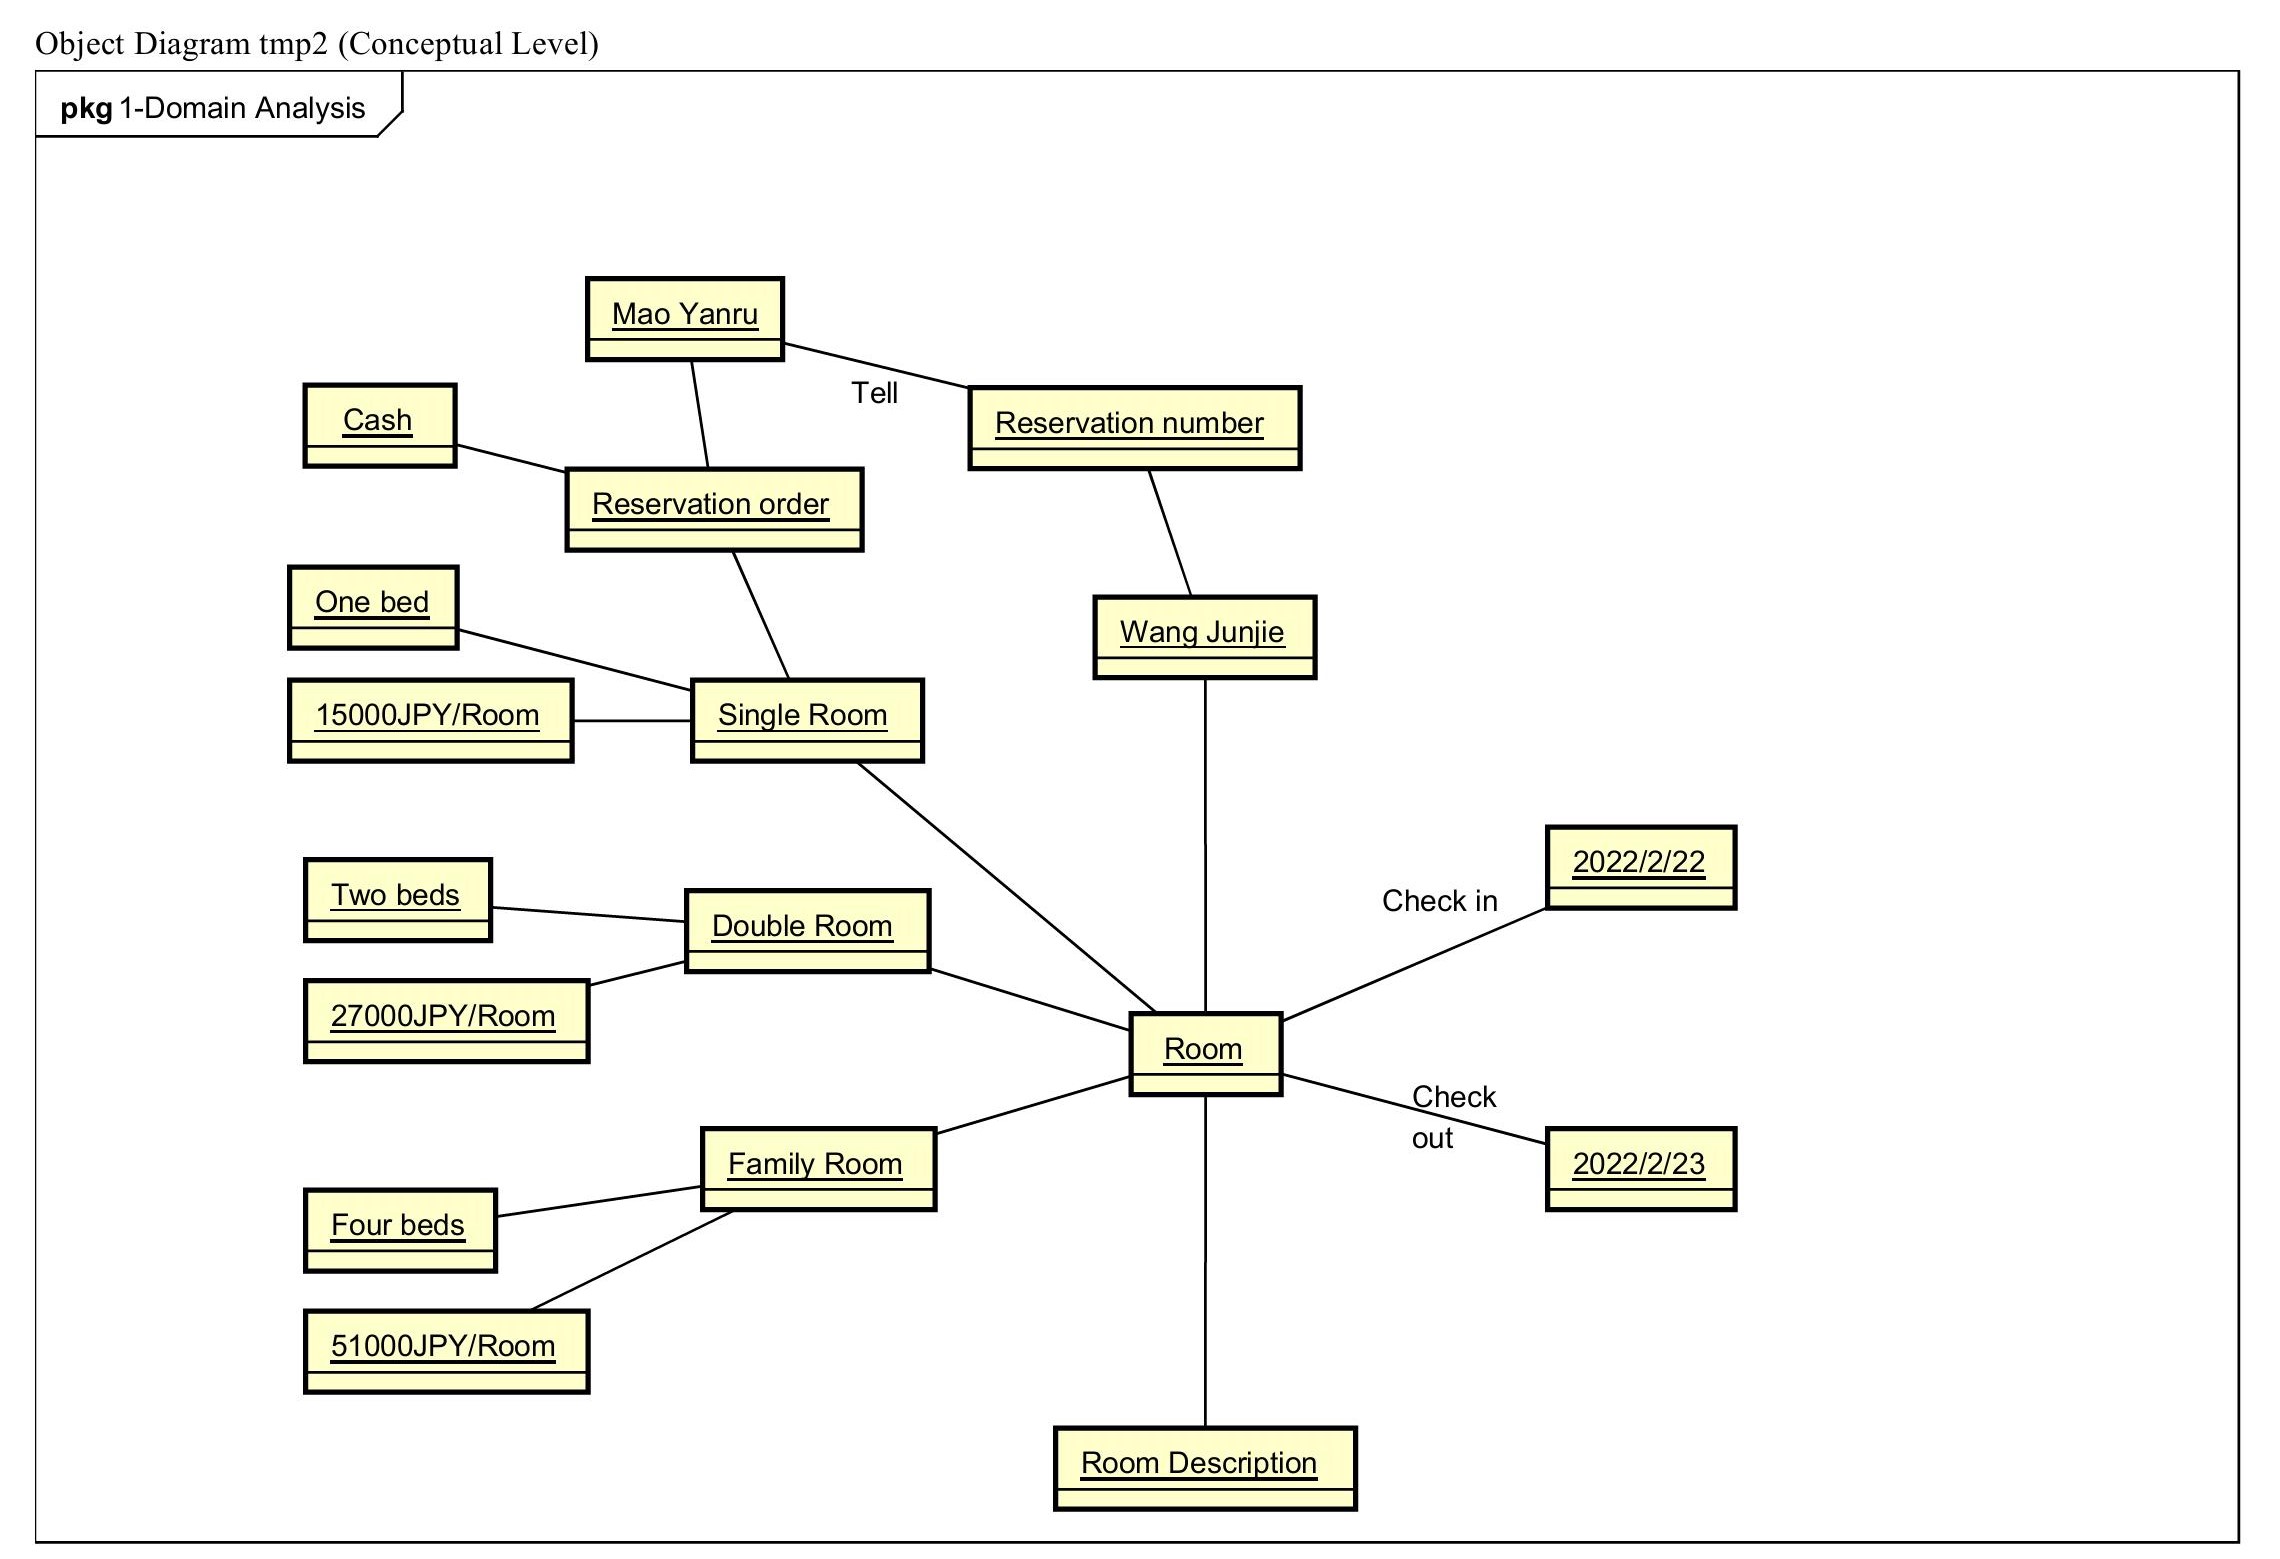 Object Diagram tmp2 (Conceptual Level)
pkg 1-Domain Analysis
Mao Yanru
Tell
Cash
Reservation number
Reservation order
One bed
Wang Junjie
15000JPY/Room
Single Room
2022/2/22
Two beds
Check in
Double Room
27000JPY/Room
Room
Check
out
Family Room
2022/2/23
Four beds
51000JPY/Room
Room Description